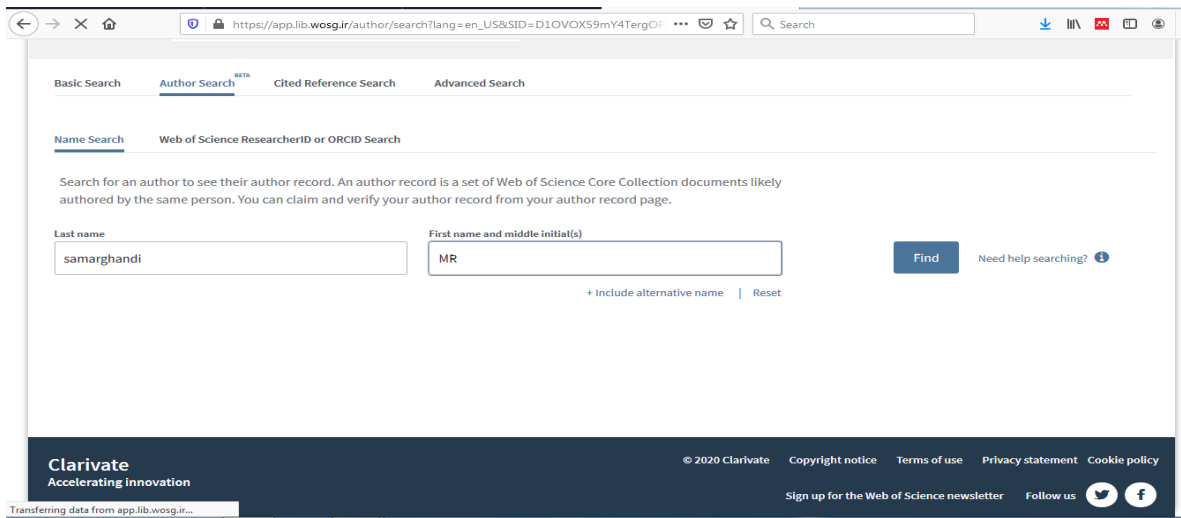 https://app.lib.wosg.ir/author/search?lang=en_US&SID=D1OVOX59mY4TergOF
Search
Basic Search Author Search BETA Cited Reference Search Advanced Search
Name Search Web of Science ResearcherID or ORCID Search
Search for an author to see their author record. An author record is a set of Web of Science Core Collection documents likely
authored by the same person. You can claim and verify your author record from your author record page.
Last name First name and middle initial(s)
samarghandi MR Find Need help searching?
+ Include alternative name | Reset
Clarivate © 2020 Clarivate Copyright notice Terms of use Privacy statement Cookie policy
Accelerating innovation
Sign up for the Web of Science newsletter Follow us
Transferring data from app.lib.wosg.ir...